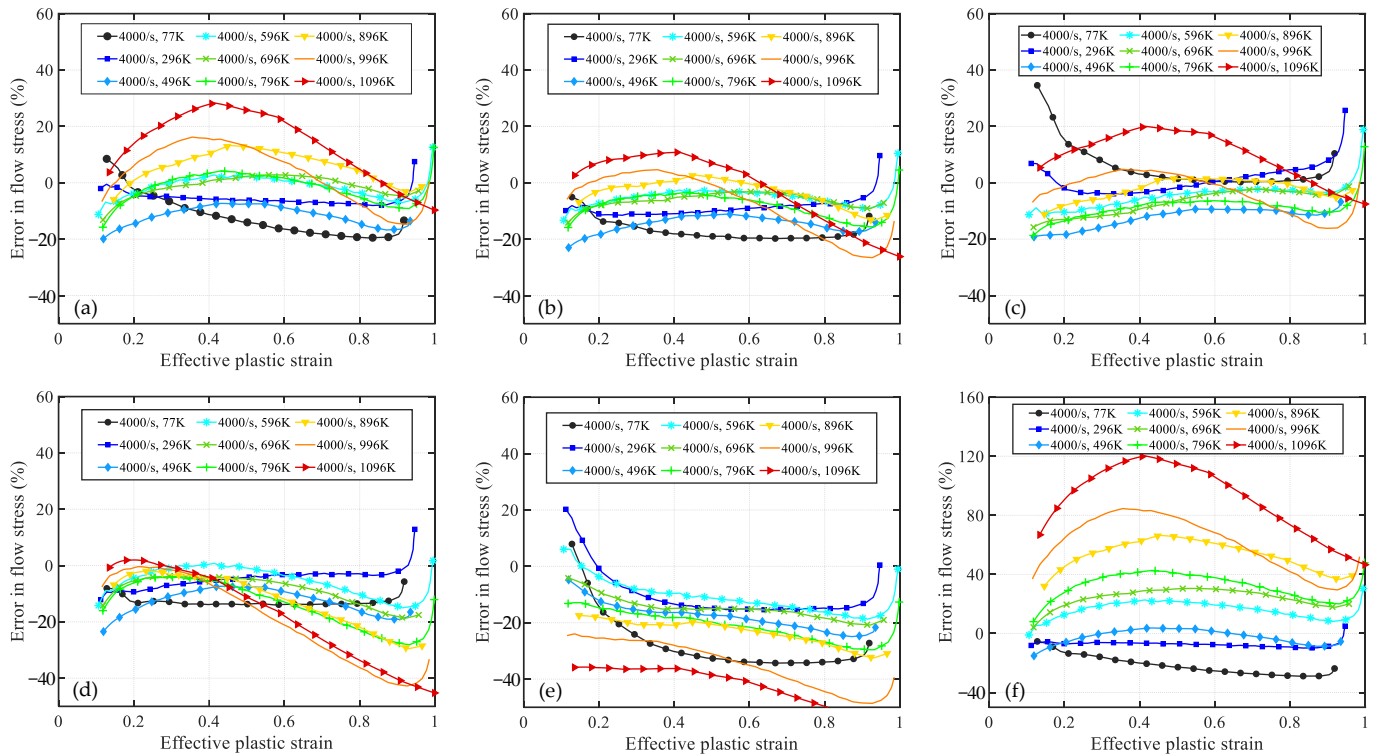 60
40
20
0
−20
−40
Error in flow stress (%)
4000/s, 77K 4000/s, 596K 4000/s, 896K
4000/s, 296K 4000/s, 696K 4000/s, 996K
4000/s, 496K 4000/s, 796K 4000/s, 1096K
(a)
0 0.2 0.4 0.6 0.8 1
Effective plastic strain
60
40
20
0
−20
−40
Error in flow stress (%)
4000/s, 77K 4000/s, 596K 4000/s, 896K
4000/s, 296K 4000/s, 696K 4000/s, 996K
4000/s, 496K 4000/s, 796K 4000/s, 1096K
(b)
0 0.2 0.4 0.6 0.8 1
Effective plastic strain
60
40
20
0
−20
−40
Error in flow stress (%)
4000/s, 77K 4000/s, 596K 4000/s, 896K
4000/s, 296K 4000/s, 696K 4000/s, 996K
4000/s, 496K 4000/s, 796K 4000/s, 1096K
(c)
0 0.2 0.4 0.6 0.8 1
Effective plastic strain
60
40
20
0
−20
−40
Error in flow stress (%)
4000/s, 77K 4000/s, 596K 4000/s, 896K
4000/s, 296K 4000/s, 696K 4000/s, 996K
4000/s, 496K 4000/s, 796K 4000/s, 1096K
(d)
0 0.2 0.4 0.6 0.8 1
Effective plastic strain
60
40
20
0
−20
−40
Error in flow stress (%)
4000/s, 77K 4000/s, 596K 4000/s, 896K
4000/s, 296K 4000/s, 696K 4000/s, 996K
4000/s, 496K 4000/s, 796K 4000/s, 1096K
(e)
0 0.2 0.4 0.6 0.8 1
Effective plastic strain
160
120
80
40
0
−40
Error in flow stress (%)
4000/s, 77K 4000/s, 596K 4000/s, 896K
4000/s, 296K 4000/s, 696K 4000/s, 996K
4000/s, 496K 4000/s, 796K 4000/s, 1096K
(f)
0 0.2 0.4 0.6 0.8 1
Effective plastic strain